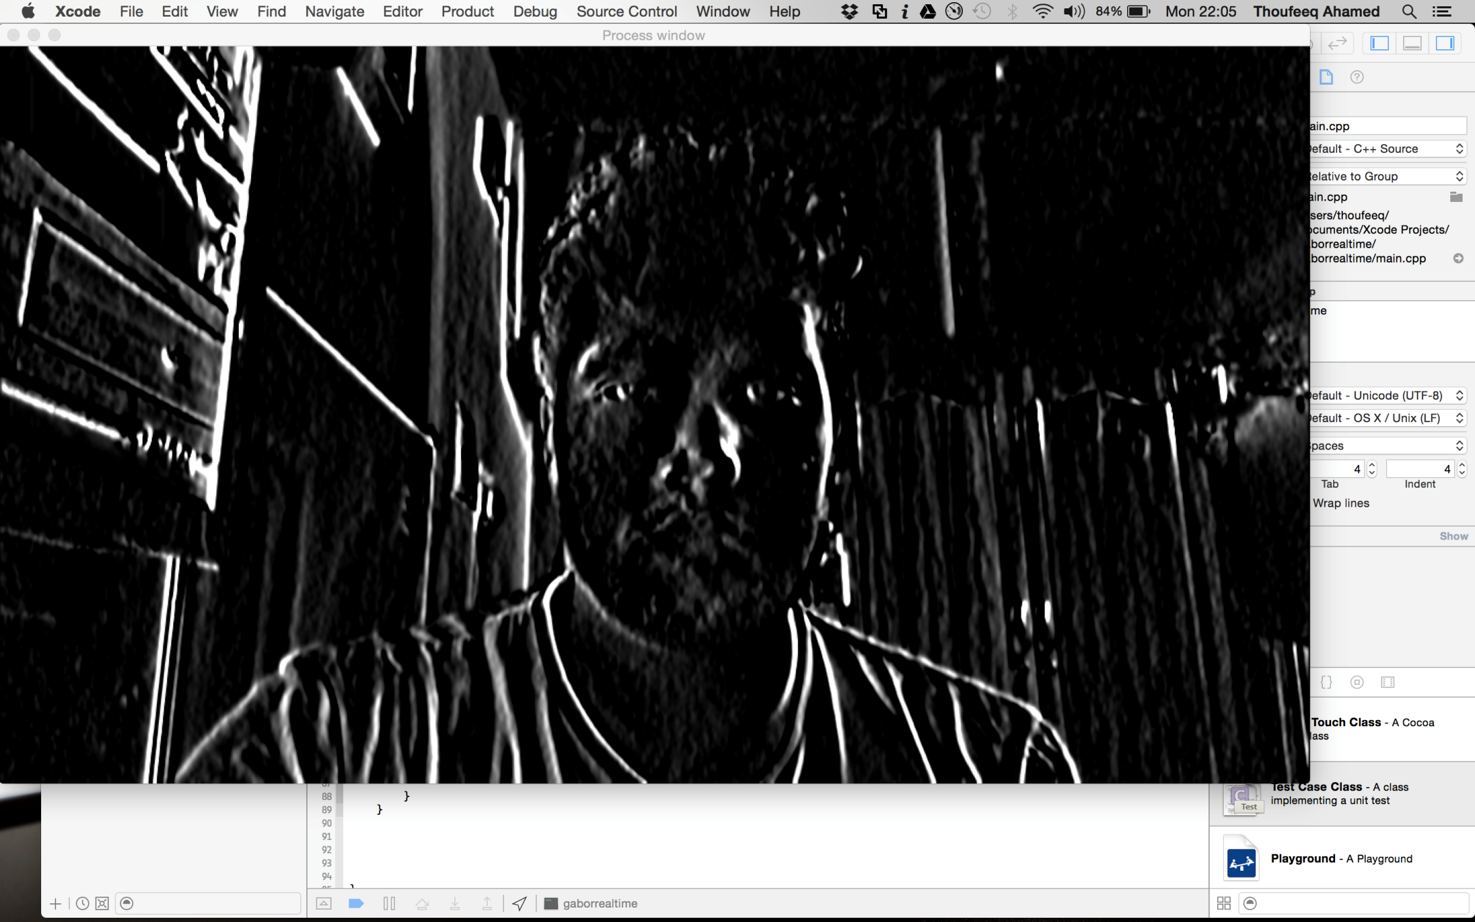 Xcode File Edit View Find Navigate Editor Product Debug Source Control Window Help 84% Mon 22:05 Thoufeeq Ahamed
Process window
ain.cpp
efault - C++ Source
elative to Group
ain.cpp
sers/thoufeeq/
ocuments/Xcode Projects/
borrealtime/
borrealtime/main.cpp
p
me
efault - Unicode (UTF-8)
efault - OS X / Unix (LF)
paces
4 4
Tab Indent
Wrap lines
Show
{}
Touch Class - A Cocoa
lass
Test Case Class - A class
implementing a unit test
C
Test
Playground - A Playground
88 }
89 }
90
91
92
93
94
gaborrealtime